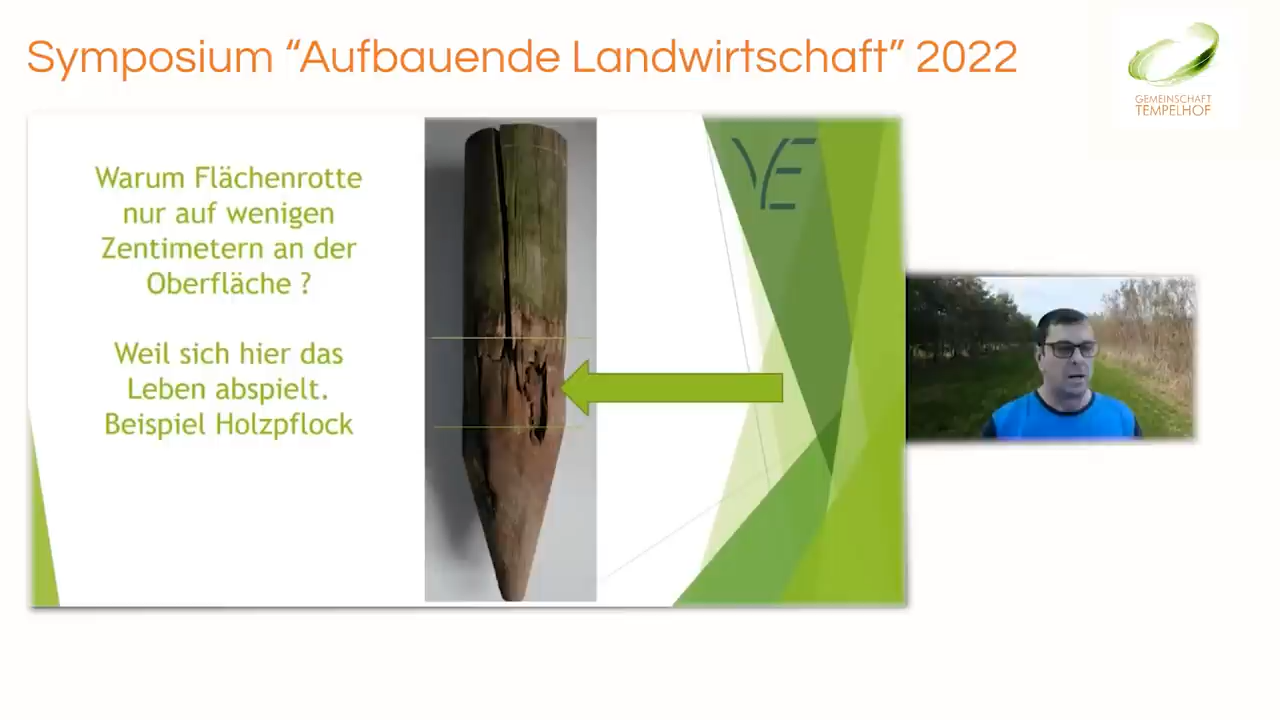 Symposium “Aufbauende Landwirtschaft” 2022
GEMEINSCHAFT
TEMPELHOF
Warum Flächenrotte
nur auf wenigen
Zentimetern an der
Oberfläche ?
Weil sich hier das
Leben abspielt.
Beispiel Holzpflock
VE